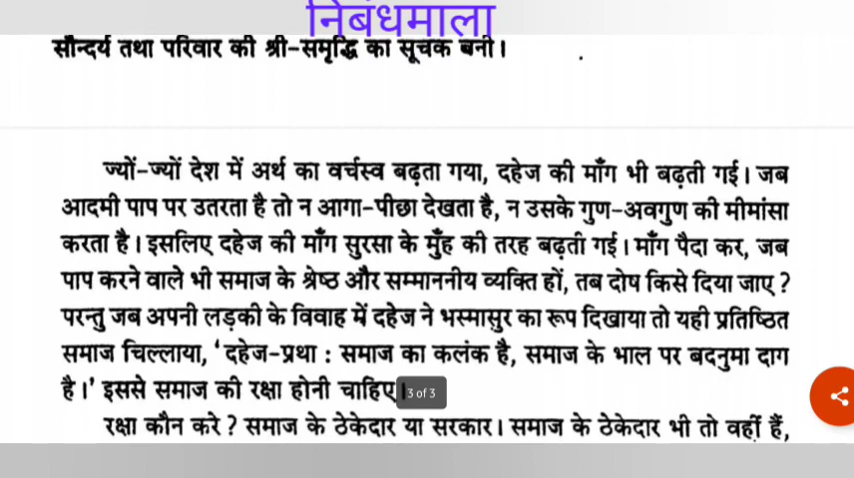 निबंधमाला
सौन्दर्य तथा परिवार की श्री-समृद्धि का सूचक बनी।
ज्यों-ज्यों देश में अर्थ का वर्चस्व बढ़ता गया, दहेज की माँग भी बढ़ती गई। जब
आदमी पाप पर उतरता है तो न आगा-पीछा देखता है, न उसके गुण-अवगुण की मीमांसा
करता है। इसलिए दहेज की माँग सुरसा के मुँह की तरह बढ़ती गई। माँग पैदा कर, जब
पाप करने वाले भी समाज के श्रेष्ठ और सम्माननीय व्यक्ति हों, तब दोष किसे दिया जाए ?
परन्तु जब अपनी लड़की के विवाह में दहेज ने भस्मासुर का रूप दिखाया तो यही प्रतिष्ठित
समाज चिल्लाया, ‘दहेज-प्रथा : समाज का कलंक है, समाज के भाल पर बदनुमा दाग
है।’ इससे समाज की रक्षा होनी चाहिए।
3 of 3
रक्षा कौन करे ? समाज के ठेकेदार या सरकार। समाज के ठेकेदार भी तो वहीं हैं,